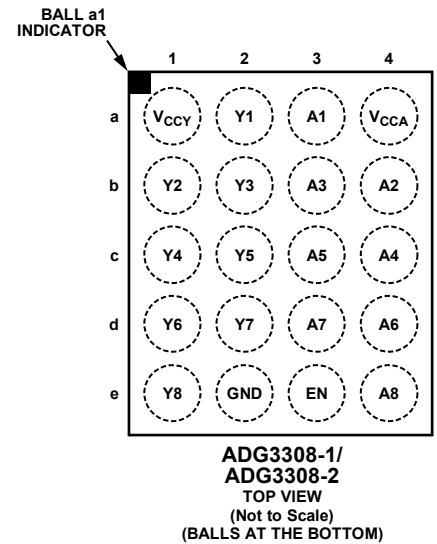 BALL a1
INDICATOR
1 2 3 4
a VCCY Y1 A1 VCCA
b Y2 Y3 A3 A2
c Y4 Y5 A5 A4
d Y6 Y7 A7 A6
e Y8 GND EN A8
ADG3308-1/
ADG3308-2
TOP VIEW
(Not to Scale)
(BALLS AT THE BOTTOM)